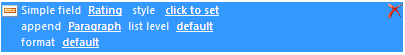 Simple field Rating style click to set
append Paragraph list level default
format default